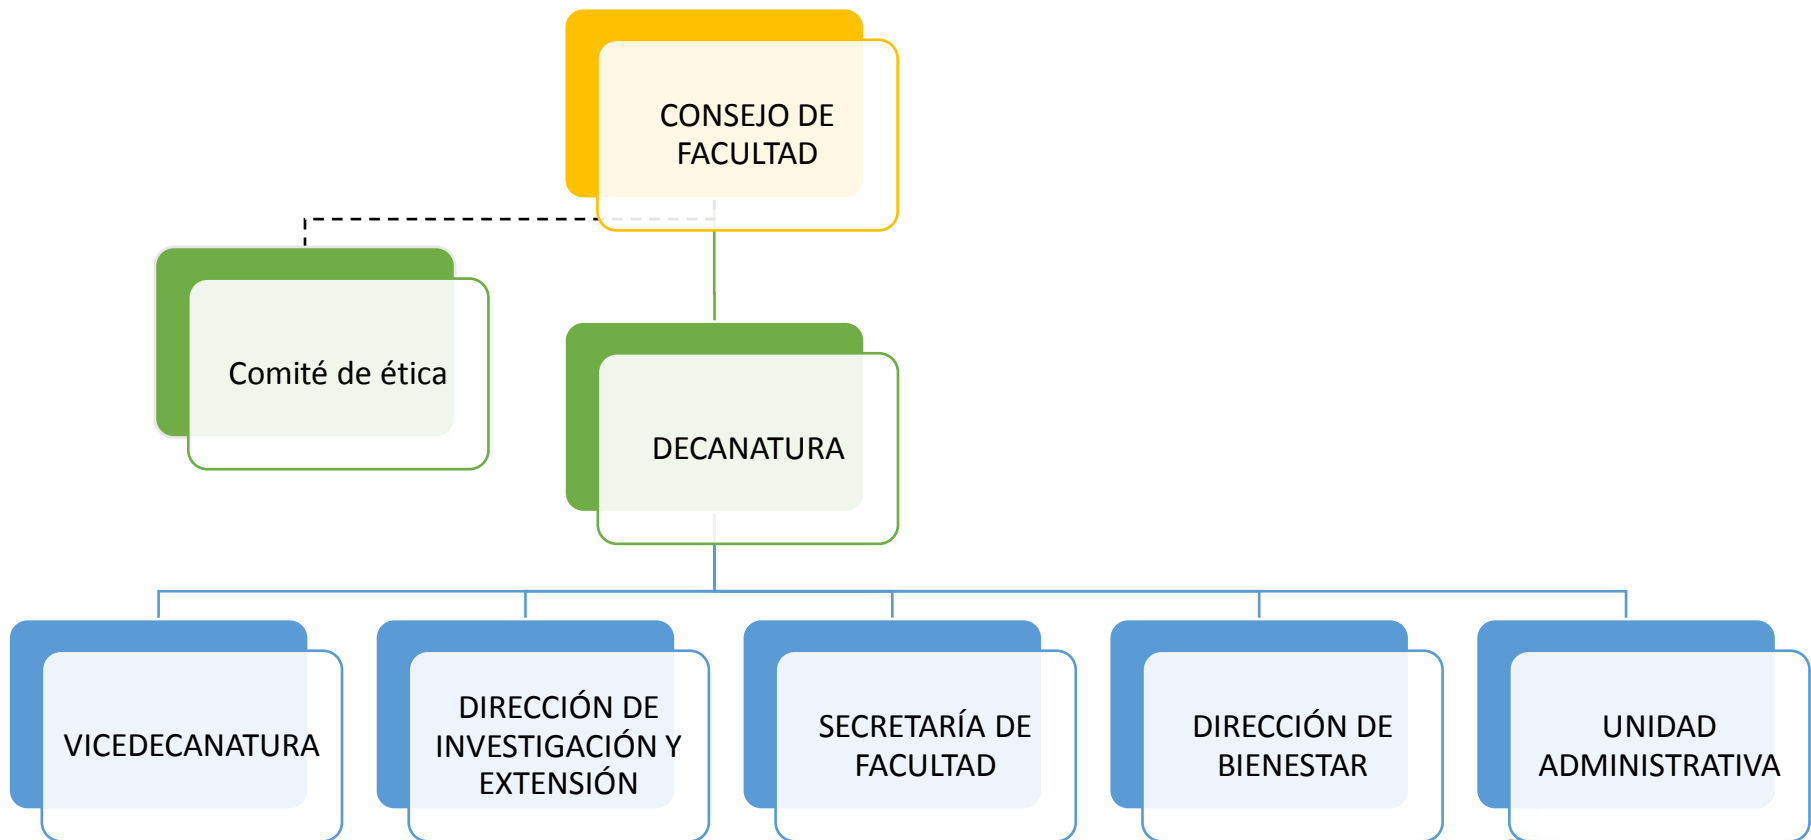 CONSEJO DE
FACULTAD
Comité de ética
DECANATURA
VICEDECANATURA
DIRECCIÓN DE
INVESTIGACIÓN Y
EXTENSIÓN
SECRETARÍA DE
FACULTAD
DIRECCIÓN DE
BIENESTAR
UNIDAD
ADMINISTRATIVA